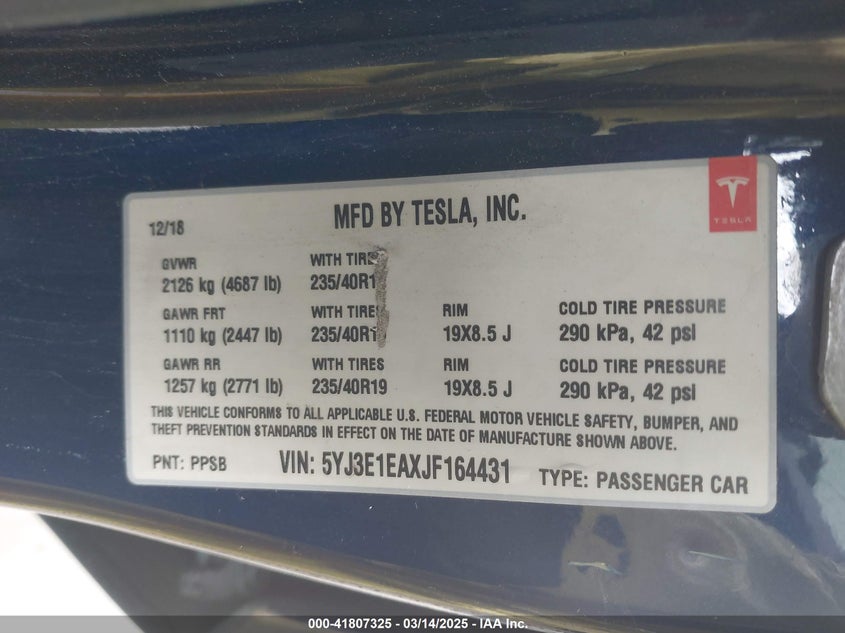 12/18
MFD BY TESLA, INC.
TESLA
GVWR WITH TIRES
2126 kg (4687 lb) 235/40R1
GAWR FRT WITH TIRES RIM COLD TIRE PRESSURE
1110 kg (2447 lb) 235/40R1 19X8.5 J 290 kPa, 42 psi
GAWR RR WITH TIRES RIM COLD TIRE PRESSURE
1257 kg (2771 lb) 235/40R19 19X8.5 J 290 kPa, 42 psi
THIS VEHICLE CONFORMS TO ALL APPLICABLE U.S. FEDERAL MOTOR VEHICLE SAFETY, BUMPER, AND
THEFT PREVENTION STANDARDS IN EFFECT ON THE DATE OF MANUFACTURE SHOWN ABOVE.
PNT: PPSB VIN: 5YJ3E1EAXJF164431 TYPE: PASSENGER CAR
000-41807325 - 03/14/2025 - IAA Inc.